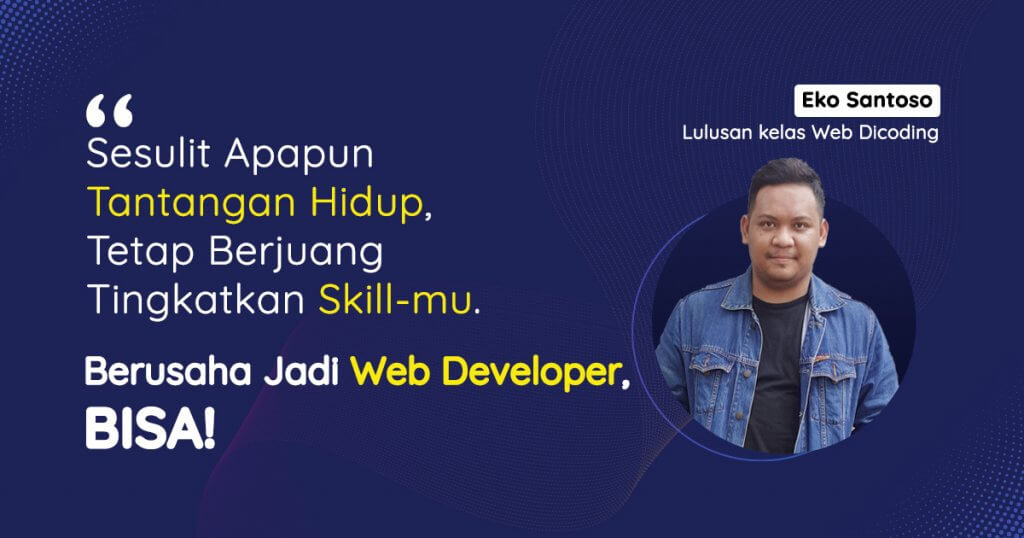 “
Sesulit Apapun
Tantangan Hidup,
Tetap Berjuang
Tingkatkan Skill-mu.
Berusaha Jadi Web Developer,
BISA!
Eko Santoso
Lulusan kelas Web Dicoding